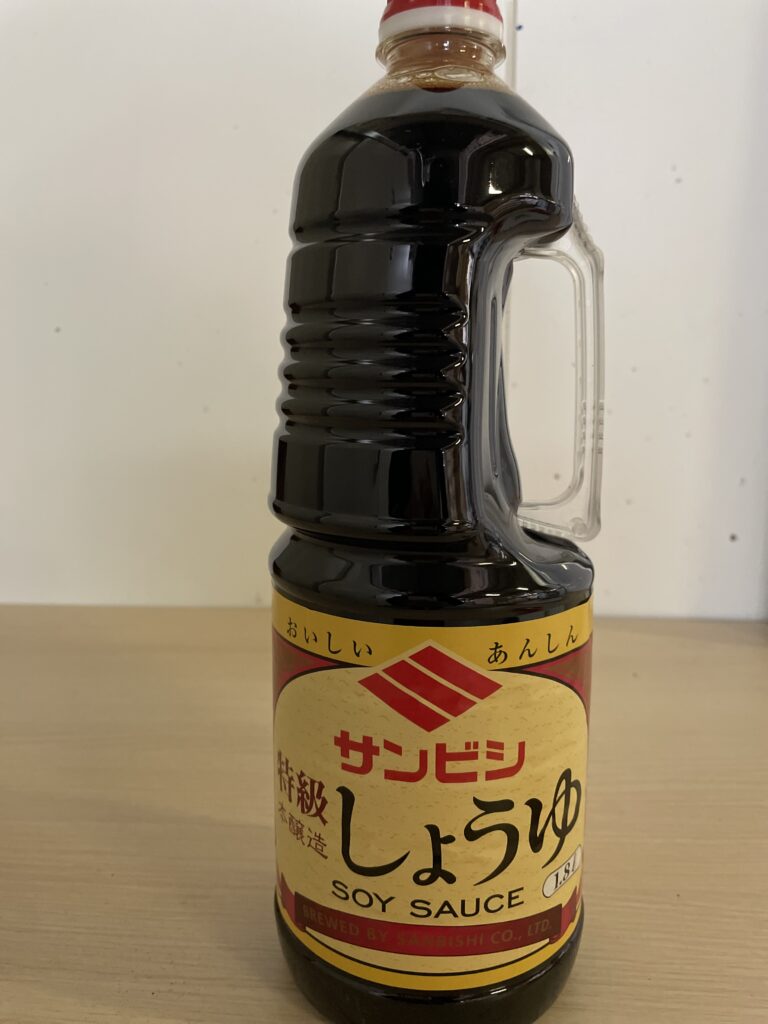 おいしい あんしん
サンビシ
特級
本醸造
しょうゆ
1.8ℓ
SOY SAUCE
BREWED BY SANBISHI CO., LTD.